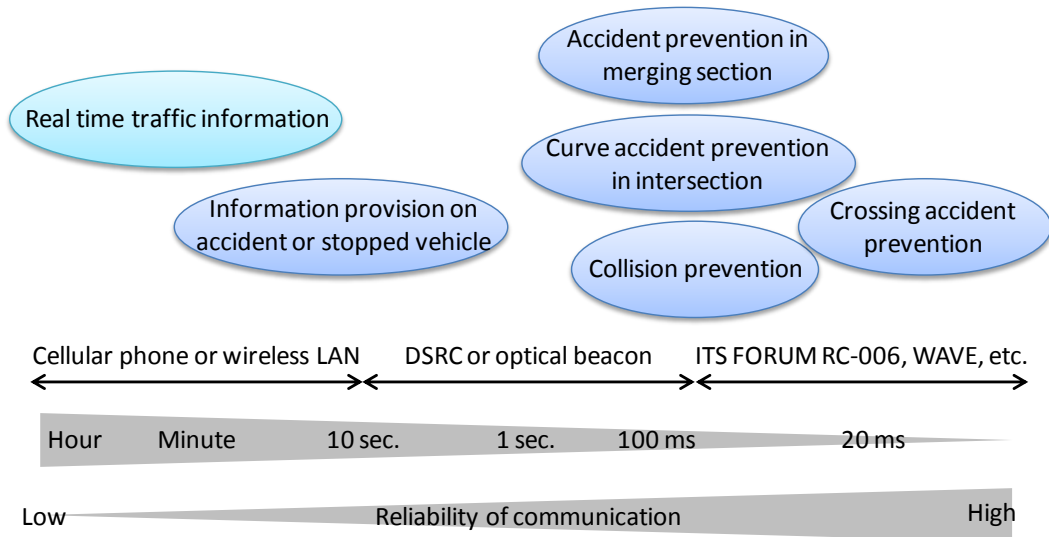 Accident prevention in
merging section
Real time traffic information
Curve accident prevention
in intersection
Information provision on
accident or stopped vehicle
Crossing accident
prevention
Collision prevention
Cellular phone or wireless LAN
DSRC or optical beacon
ITS FORUM RC-006, WAVE, etc.
Hour Minute 10 sec. 1 sec. 100 ms 20 ms
Low Reliability of communication High